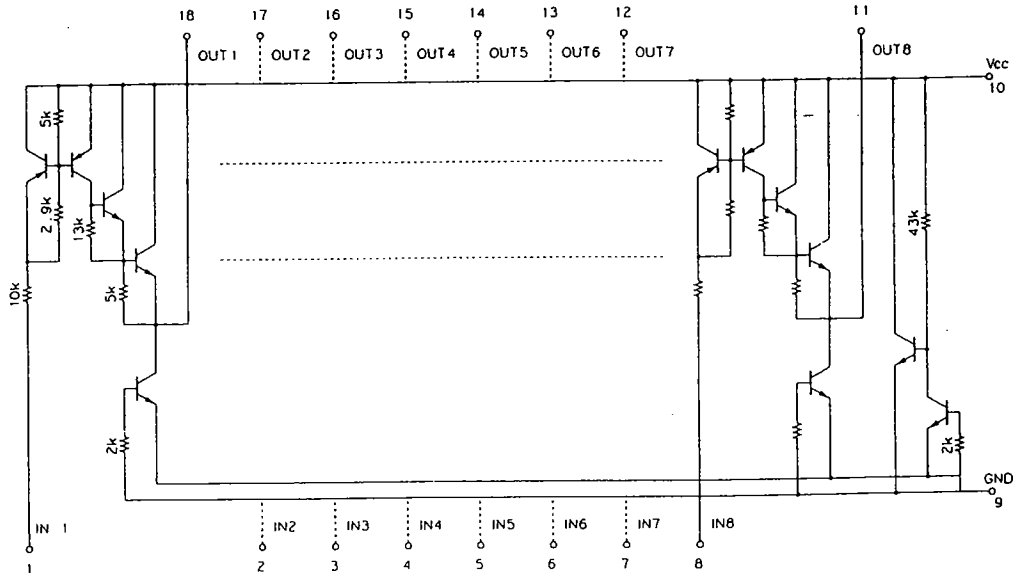 18 17 16 15 14 13 12 11
OUT1 OUT2 OUT3 OUT4 OUT5 OUT6 OUT7 OUT8
Vcc
10
5k
2.9k
13k
43k
10k
5k
2k
2k
GND
9
IN 1 IN2 IN3 IN4 IN5 IN6 IN7 IN8
1 2 3 4 5 6 7 8